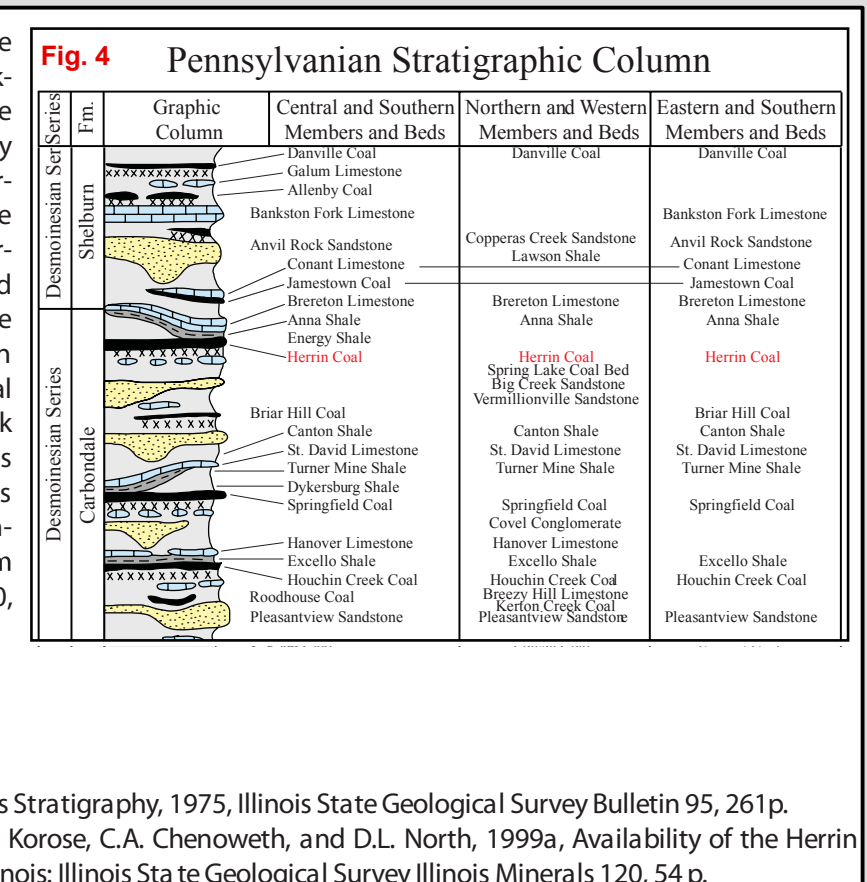 Fig. 4
Pennsylvanian Stratigraphic Column
Series
Fm.
Graphic Column
Central and Southern Members and Beds
Northern and Western Members and Beds
Eastern and Southern Members and Beds
Desmoinesian Ser
Shelburn
Desmoinesian Series
Carbondale
Danville Coal
Galum Limestone
Allenby Coal
Bankston Fork Limestone
Anvil Rock Sandstone
Conant Limestone
Jamestown Coal
Brereton Limestone
Anna Shale
Energy Shale
Herrin Coal
Briar Hill Coal
Canton Shale
St. David Limestone
Turner Mine Shale
Dykersburg Shale
Springfield Coal
Hanover Limestone
Excello Shale
Houchin Creek Coal
Roodhouse Coal
Pleasantview Sandstone
Danville Coal
Copperas Creek Sandstone
Lawson Shale
Brereton Limestone
Anna Shale
Herrin Coal
Spring Lake Coal Bed
Big Creek Sandstone
Vermillionville Sandstone
Canton Shale
St. David Limestone
Turner Mine Shale
Springfield Coal
Covel Conglomerate
Hanover Limestone
Excello Shale
Houchin Creek Coal
Breezy Hill Limestone
Kerton Creek Coal
Pleasantview Sandstone
Danville Coal
Bankston Fork Limestone
Anvil Rock Sandstone
Conant Limestone
Jamestown Coal
Brereton Limestone
Anna Shale
Herrin Coal
Briar Hill Coal
Canton Shale
St. David Limestone
Turner Mine Shale
Springfield Coal
Excello Shale
Houchin Creek Coal
Pleasantview Sandstone
s Stratigraphy, 1975, Illinois State Geological Survey Bulletin 95, 261p.
Korose, C.A. Chenoweth, and D.L. North, 1999a, Availability of the Herrin
inois: Illinois State Geological Survey Illinois Minerals 120, 54 p.